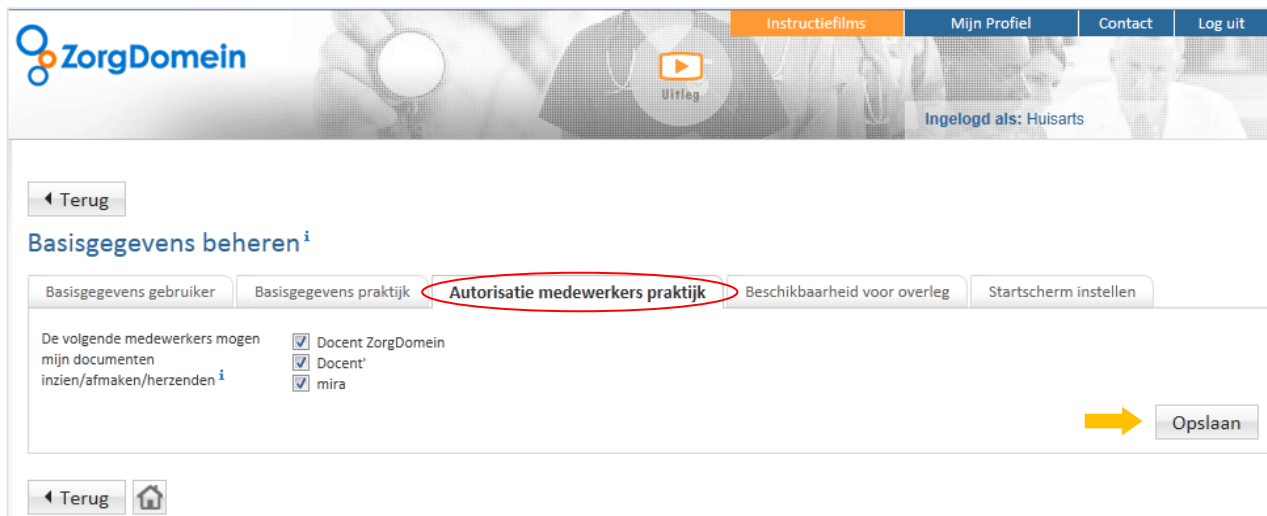 Instructiefilms Mijn Profiel Contact Log uit
ZorgDomein
Uitleg
Ingelogd als: Huisarts
Terug
Basisgegevens beheren i
Basisgegevens gebruiker Basisgegevens praktijk Autorisatie medewerkers praktijk Beschikbaarheid voor overleg Startscherm instellen
De volgende medewerkers mogen
mijn documenten
inzien/afmaken/herzenden i
Docent ZorgDomein
Docent'
mira
Opslaan
Terug